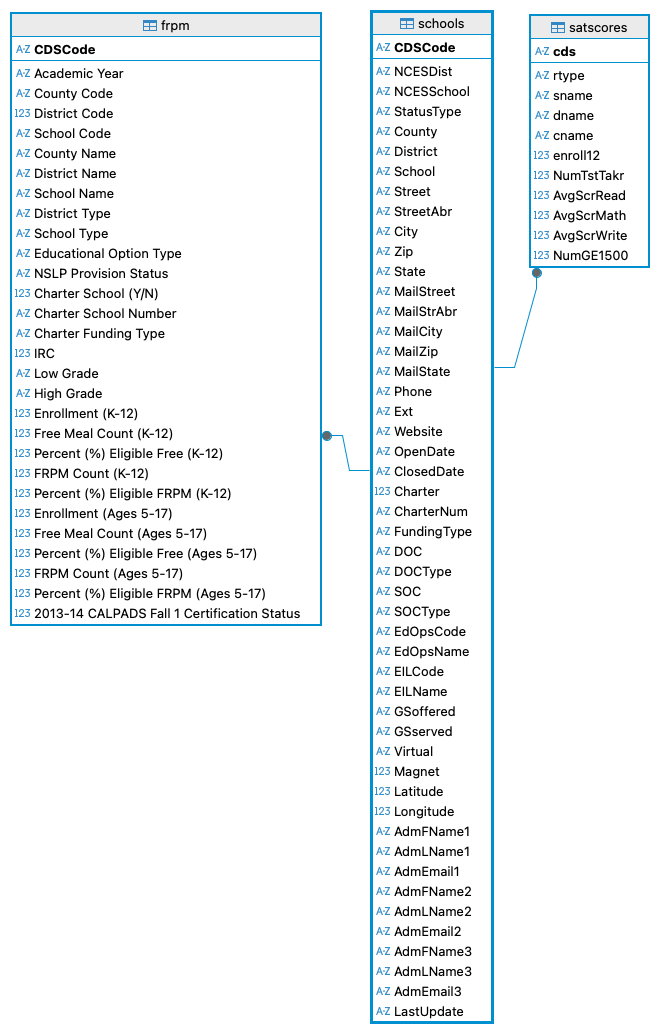 frpm
A-Z CDSCode
A-Z Academic Year
A-Z County Code
123 District Code
A-Z School Code
A-Z County Name
A-Z District Name
A-Z School Name
A-Z District Type
A-Z School Type
A-Z Educational Option Type
A-Z NSLP Provision Status
123 Charter School (Y/N)
A-Z Charter School Number
A-Z Charter Funding Type
123 IRC
A-Z Low Grade
A-Z High Grade
123 Enrollment (K-12)
123 Free Meal Count (K-12)
123 Percent (%) Eligible Free (K-12)
123 FRPM Count (K-12)
123 Percent (%) Eligible FRPM (K-12)
123 Enrollment (Ages 5-17)
123 Free Meal Count (Ages 5-17)
123 Percent (%) Eligible Free (Ages 5-17)
123 FRPM Count (Ages 5-17)
123 Percent (%) Eligible FRPM (Ages 5-17)
123 2013-14 CALPADS Fall 1 Certification Status
schools
A-Z CDSCode
A-Z NCESDist
A-Z NCESSchool
A-Z StatusType
A-Z County
A-Z District
A-Z School
A-Z Street
A-Z StreetAbr
A-Z City
A-Z Zip
A-Z State
A-Z MailStreet
A-Z MailStrAbr
A-Z MailCity
A-Z MailZip
A-Z MailState
A-Z Phone
A-Z Ext
A-Z Website
A-Z OpenDate
A-Z ClosedDate
123 Charter
A-Z CharterNum
A-Z FundingType
A-Z DOC
A-Z DOCType
A-Z SOC
A-Z SOCType
A-Z EdOpsCode
A-Z EdOpsName
A-Z EILCode
A-Z EILName
A-Z GSoffered
A-Z GSserved
A-Z Virtual
123 Magnet
123 Latitude
123 Longitude
A-Z AdmFName1
A-Z AdmLName1
A-Z AdmEmail1
A-Z AdmFName2
A-Z AdmLName2
A-Z AdmEmail2
A-Z AdmFName3
A-Z AdmLName3
A-Z AdmEmail3
A-Z LastUpdate
satscores
A-Z cds
A-Z rtype
A-Z sname
A-Z dname
A-Z cname
123 enroll12
123 NumTstTakr
123 AvgScrRead
123 AvgScrMath
123 AvgScrWrite
123 NumGE1500